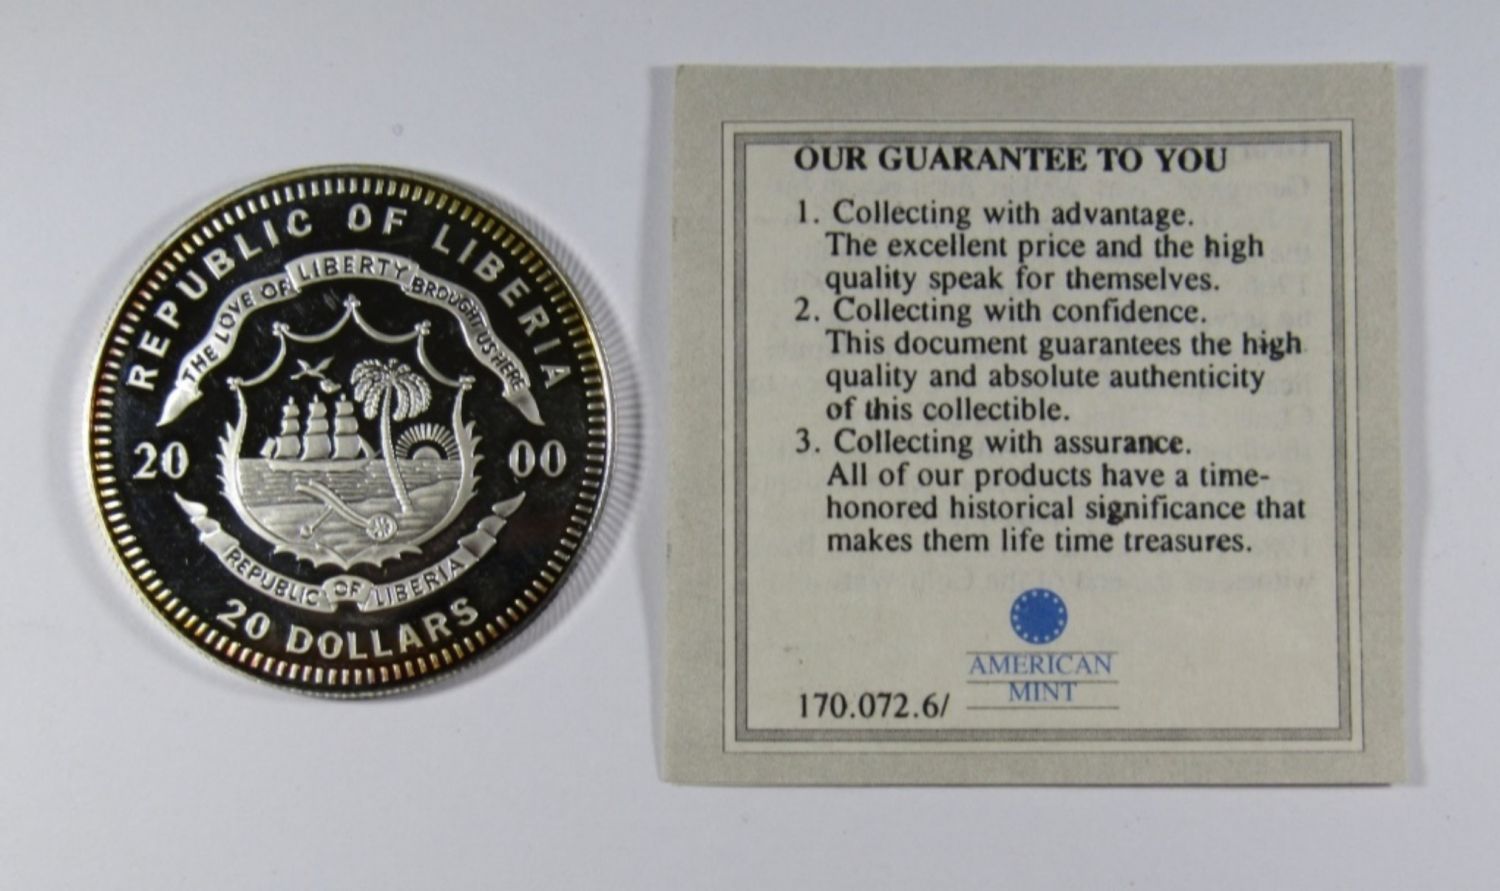 REPUBLIC OF LIBERIA
THE LOVE OF LIBERTY BROUGHT US HERE
20 00
REPUBLIC OF LIBERIA
20 DOLLARS
OUR GUARANTEE TO YOU
1. Collecting with advantage.
The excellent price and the high
quality speak for themselves.
2. Collecting with confidence.
This document guarantees the high
quality and absolute authenticity
of this collectible.
3. Collecting with assurance.
All of our products have a time-
honored historical significance that
makes them life time treasures.
AMERICAN
MINT
170.072.6/